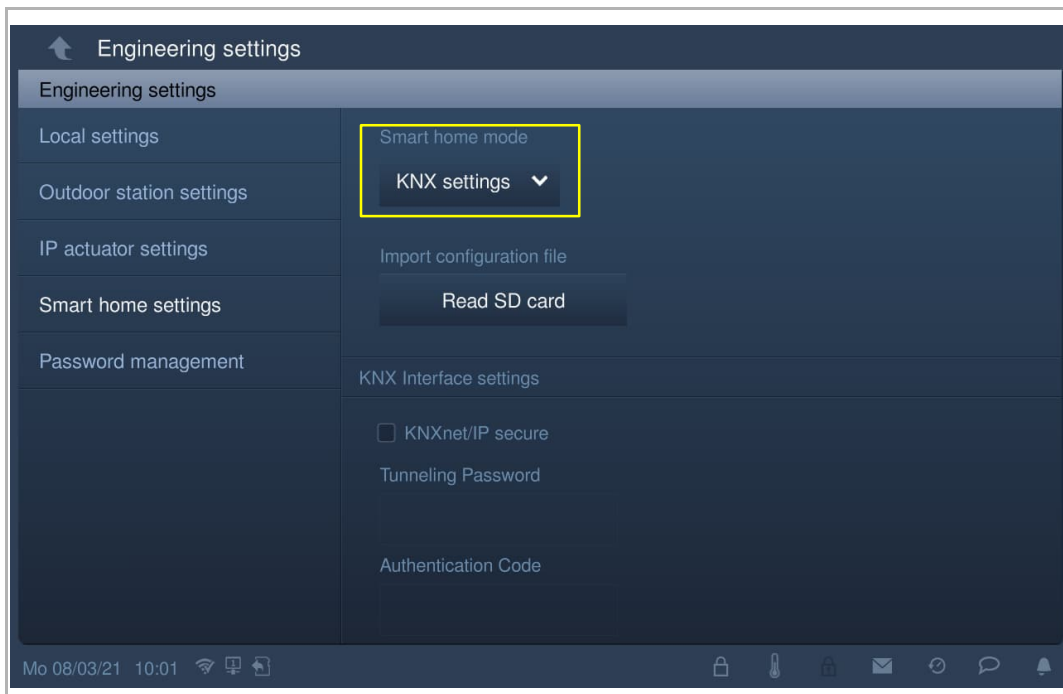 Engineering settings
Engineering settings
Local settings
Outdoor station settings
IP actuator settings
Smart home settings
Password management
Smart home mode
KNX settings
Import configuration file
Read SD card
KNX Interface settings
KNXnet/IP secure
Tunneling Password
Authentication Code
Mo 08/03/21 10:01